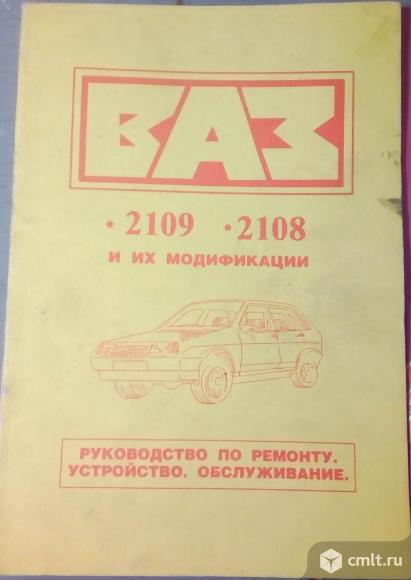 ВАЗ
• 2109 • 2108
И ИХ МОДИФИКАЦИИ
РУКОВОДСТВО ПО РЕМОНТУ.
УСТРОЙСТВО. ОБСЛУЖИВАНИЕ.
cmlt.ru